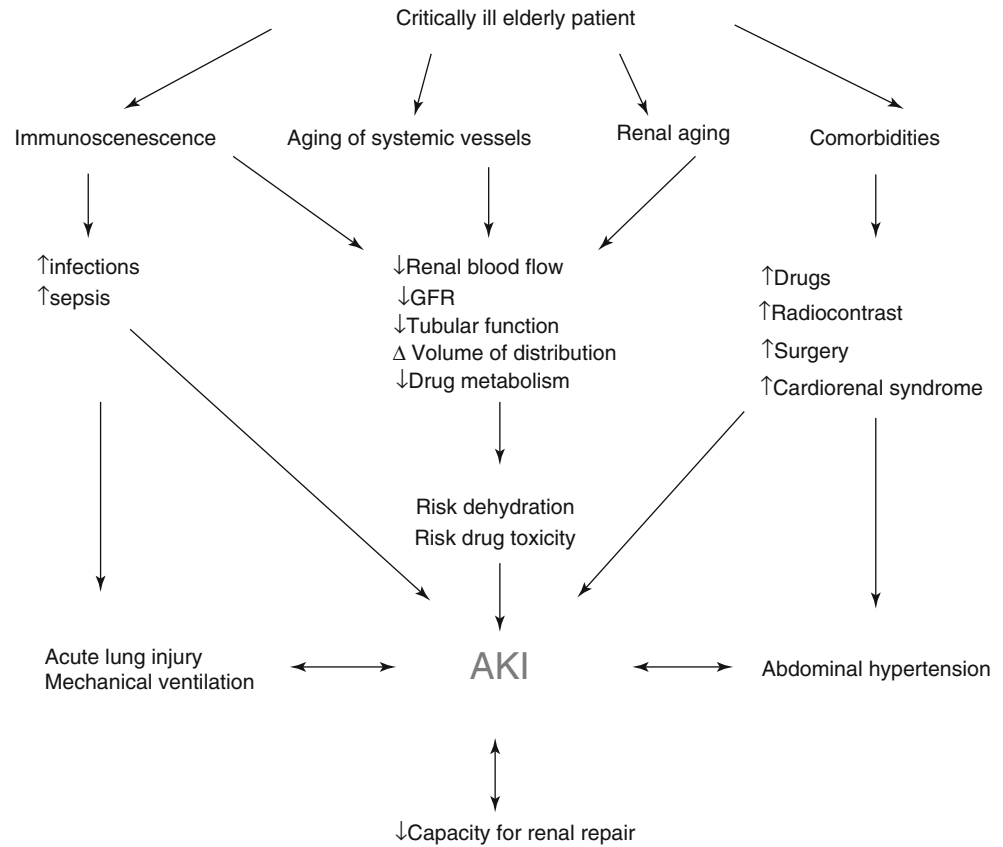 Critically ill elderly patient
Immunoscenescence
Aging of systemic vessels
Renal aging
Comorbidities
↑infections
↑sepsis
↓Renal blood flow
↓GFR
↓Tubular function
Δ Volume of distribution
↓Drug metabolism
↑Drugs
↑Radiocontrast
↑Surgery
↑Cardiorenal syndrome
Risk dehydration
Risk drug toxicity
Acute lung injury
Mechanical ventilation
AKI
Abdominal hypertension
↓Capacity for renal repair